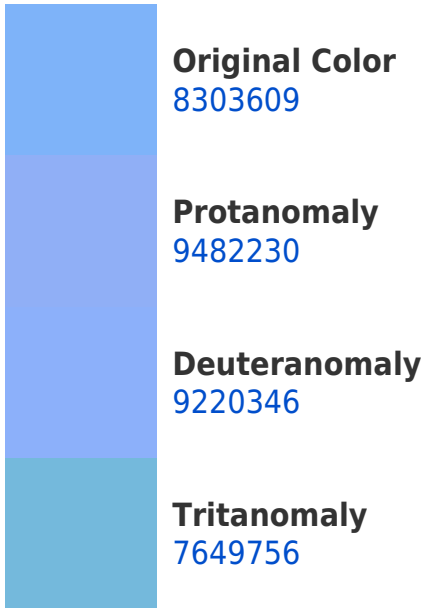 Original Color
8303609
Protanomaly
9482230
Deuteranomaly
9220346
Tritanomaly
7649756